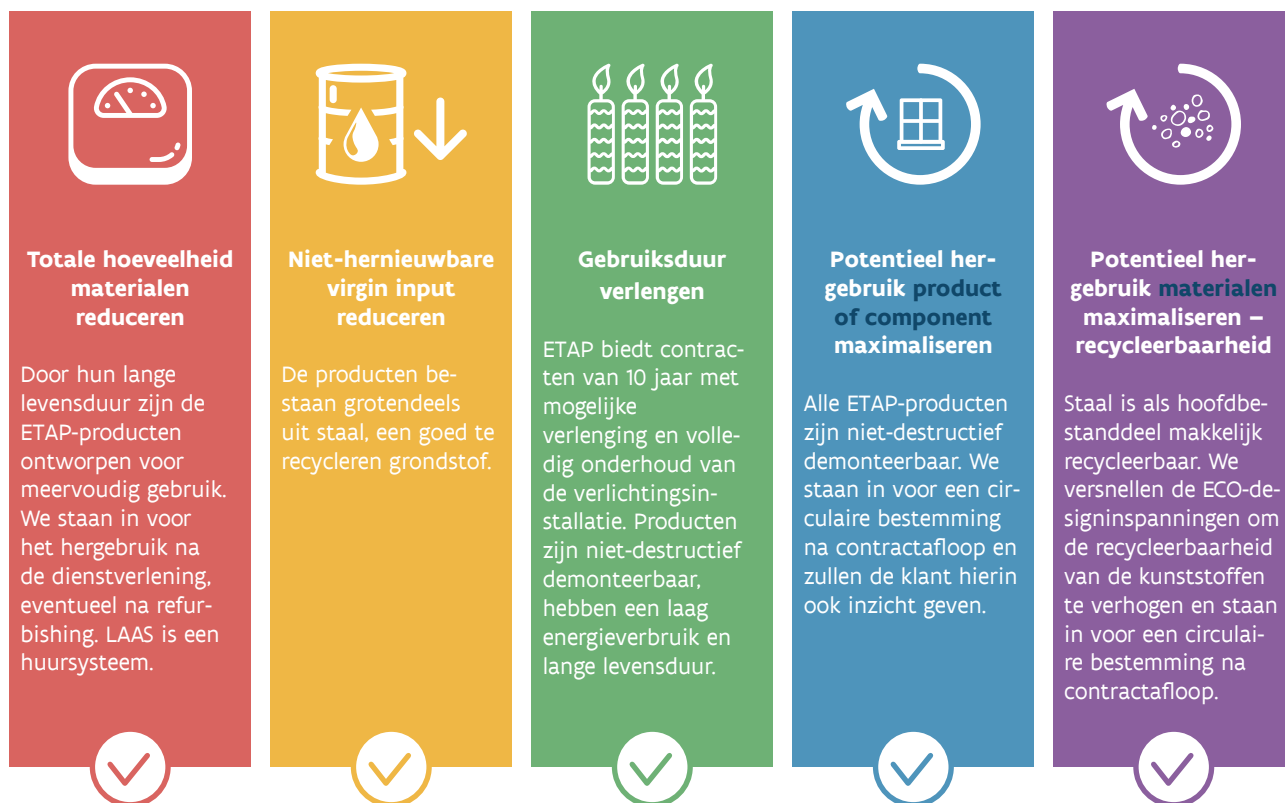 Totale hoeveelheid
materialen
reduceren
Door hun lange
levensduur zijn de
ETAP-producten
ontworpen voor
meervoudig gebruik.
We staan in voor
het hergebruik na
de dienstverlening,
eventueel na refur-
bishing. LAAS is een
huursysteem.
Niet-hernieuwbare
virgin input
reduceren
De producten be-
staan grotendeels
uit staal, een goed te
recycleren grondstof.
Gebruiksduur
verlengen
ETAP biedt contrac-
ten van 10 jaar met
mogelijke
verlenging en volle-
dig onderhoud van
de verlichtingsin-
stallatie. Producten
zijn niet-destructief
demonteerbaar,
hebben een laag
energieverbruik en
lange levensduur.
Potentieel her-
gebruik product
of component
maximaliseren
Alle ETAP-producten
zijn niet-destructief
demonteerbaar. We
staan in voor een cir-
culaire bestemming
na contractafloop en
zullen de klant hierin
ook inzicht geven.
Potentieel her-
gebruik materialen
maximaliseren –
recycleerbaarheid
Staal is als hoofdbe-
standdeel makkelijk
recycleerbaar. We
versnellen de ECO-de-
signinspanningen om
de recycleerbaarheid
van de kunststoffen
te verhogen en staan
in voor een circulai-
re bestemming na
contractafloop.